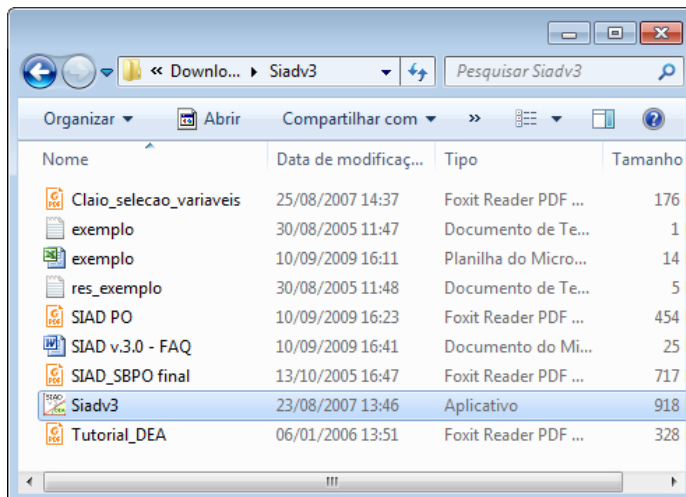 « Downlo... Siadv3 Pesquisar Siadv3
Organizar Abrir Compartilhar com »
Nome Data de modificaç... Tipo Tamanho
Claio_selecao_variaveis 25/08/2007 14:37 Foxit Reader PDF ... 176
exemplo 30/08/2005 11:47 Documento de Te... 1
exemplo 10/09/2009 16:11 Planilha do Micro... 14
res_exemplo 30/08/2005 11:48 Documento de Te... 5
SIAD PO 10/09/2009 16:23 Foxit Reader PDF ... 454
SIAD v.3.0 - FAQ 10/09/2009 16:41 Documento do Mi... 25
SIAD_SBPO final 13/10/2005 16:47 Foxit Reader PDF ... 717
Siadv3 23/08/2007 13:46 Aplicativo 918
Tutorial_DEA 06/01/2006 13:51 Foxit Reader PDF ... 328